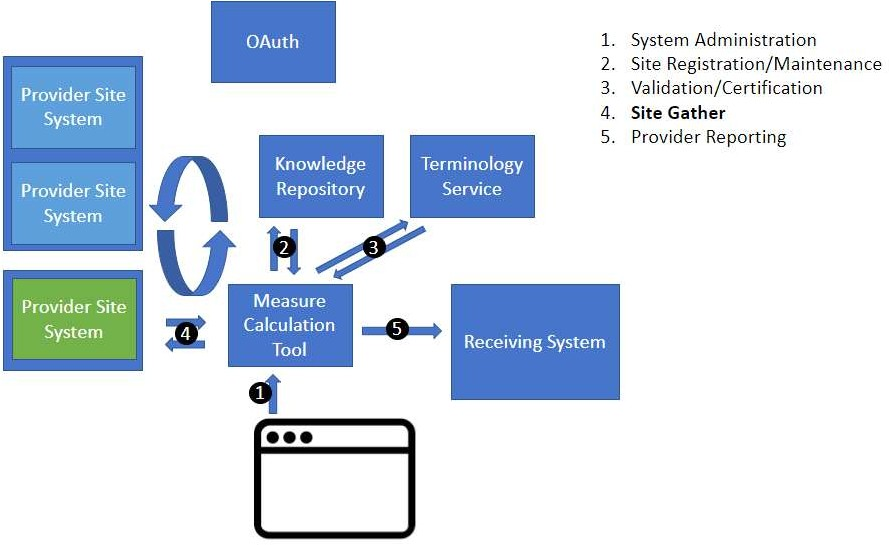 OAuth
1. System Administration
2. Site Registration/Maintenance
3. Validation/Certification
4. Site Gather
5. Provider Reporting
Provider Site
System
Provider Site
System
Knowledge
Repository
Terminology
Service
2
3
Provider Site
System
4
Measure
Calculation
Tool
5
Receiving System
1